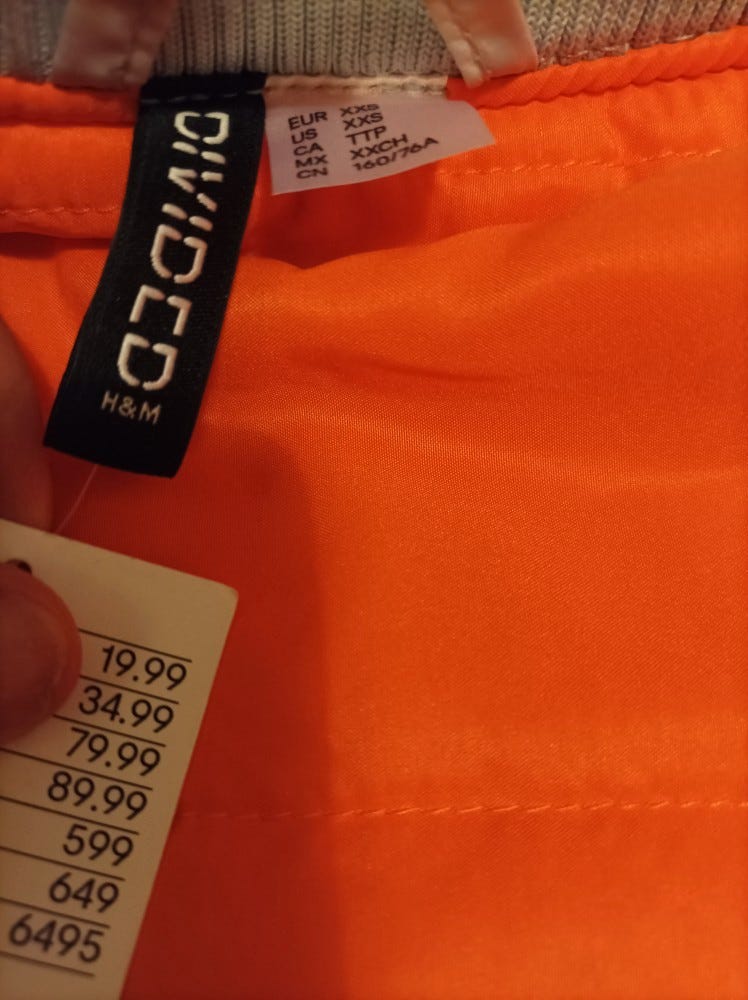 DIVIDED
H&M
EUR XXS
US XXS
CA TTP
MX XXCH
CN 160/76A
19.99
34.99
79.99
89.99
599
649
6495